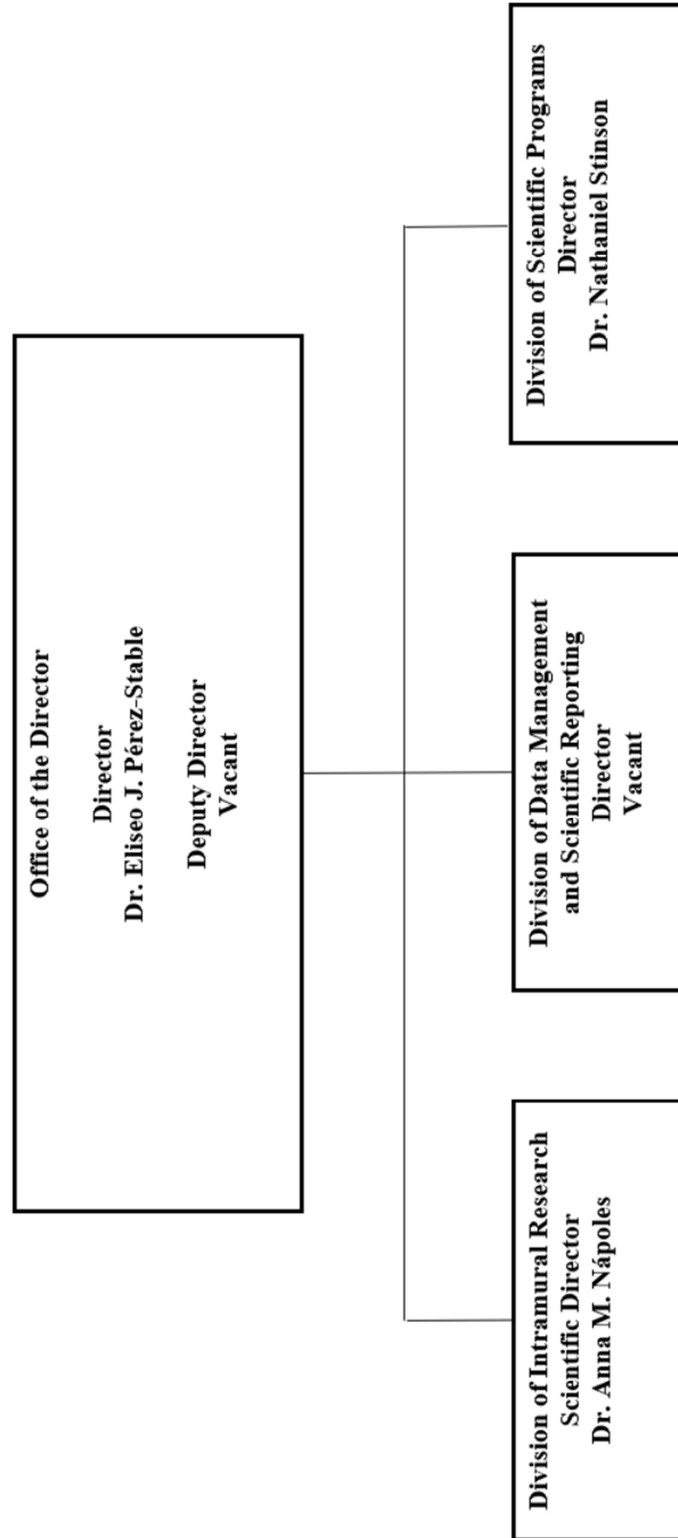 Office of the Director
Director
Dr. Eliseo J. Pérez-Stable
Deputy Director
Vacant
Division of Intramural Research
Scientific Director
Dr. Anna M. Nápoles
Division of Data Management
and Scientific Reporting
Director
Vacant
Division of Scientific Programs
Director
Dr. Nathaniel Stinson